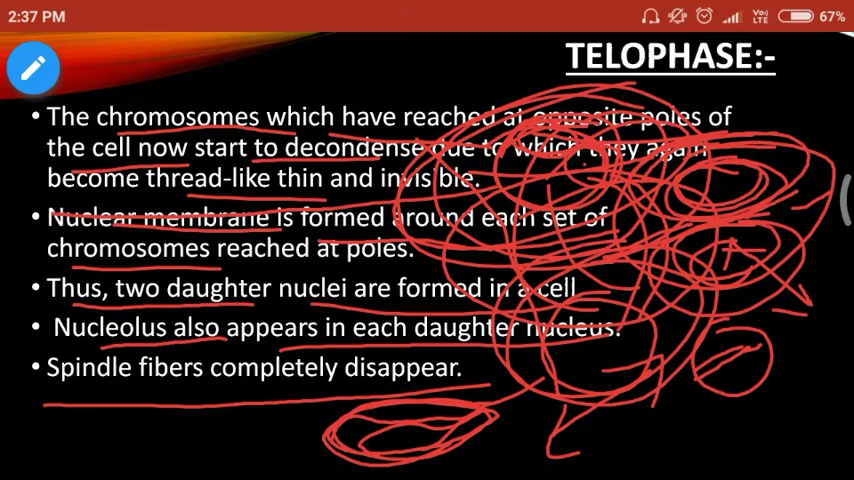 2:37 PM
Vo) LTE 67%
TELOPHASE:-
• The chromosomes which have reached at opposite poles of
the cell now start to decondense due to which they again
become thread-like thin and invisible.
• Nuclear membrane is formed around each set of
chromosomes reached at poles.
• Thus, two daughter nuclei are formed in a cell
• Nucleolus also appears in each daughter nucleus.
• Spindle fibers completely disappear.